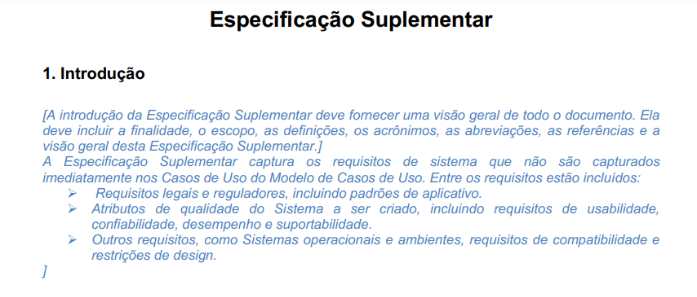 Especificação Suplementar
1. Introdução
[A introdução da Especificação Suplementar deve fornecer uma visão geral de todo o documento. Ela
deve incluir a finalidade, o escopo, as definições, os acrônimos, as abreviações, as referências e a
visão geral desta Especificação Suplementar.]
A Especificação Suplementar captura os requisitos de sistema que não são capturados
imediatamente nos Casos de Uso do Modelo de Casos de Uso. Entre os requisitos estão incluídos:
➢ Requisitos legais e reguladores, incluindo padrões de aplicativo.
➢ Atributos de qualidade do Sistema a ser criado, incluindo requisitos de usabilidade,
confiabilidade, desempenho e suportabilidade.
➢ Outros requisitos, como Sistemas operacionais e ambientes, requisitos de compatibilidade e
restrições de design.
]